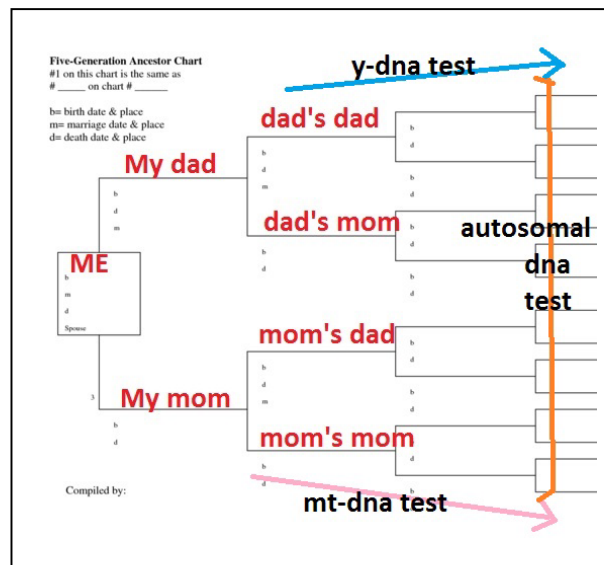 Five-Generation Ancestor Chart
#1 on this chart is the same as
# _____ on chart # ______
b= birth date & place
m= marriage date & place
d= death date & place
y-dna test
dad's dad
b
d
m
b
d
My dad
b
d
m
dad's mom
b
d
b
d
b
d
autosomal
dna
test
ME
b
m
d
Spouse
mom's dad
b
d
m
b
d
b
d
3
My mom
b
d
mom's mom
b
d
b
d
b
mt-dna test
Compiled by: